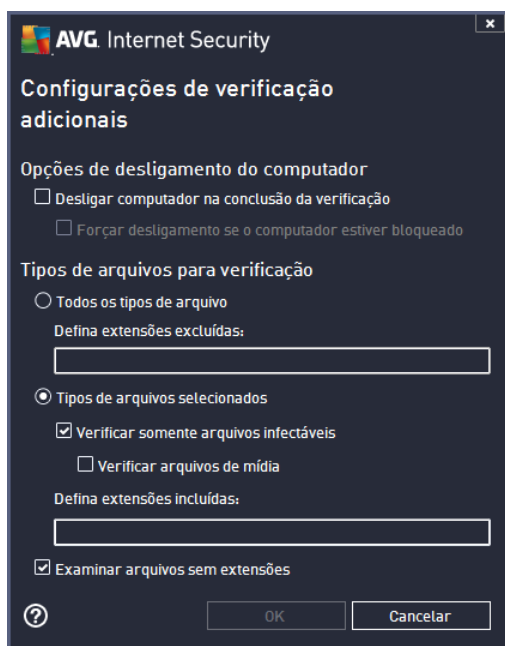 AVG. Internet Security
Configurações de verificação
adicionais
Opções de desligamento do computador
Desligar computador na conclusão da verificação
Forçar desligamento se o computador estiver bloqueado
Tipos de arquivos para verificação
Todos os tipos de arquivo
Defina extensões excluídas:
Tipos de arquivos selecionados
Verificar somente arquivos infectáveis
Verificar arquivos de mídia
Defina extensões incluídas:
Examinar arquivos sem extensões
OK Cancelar